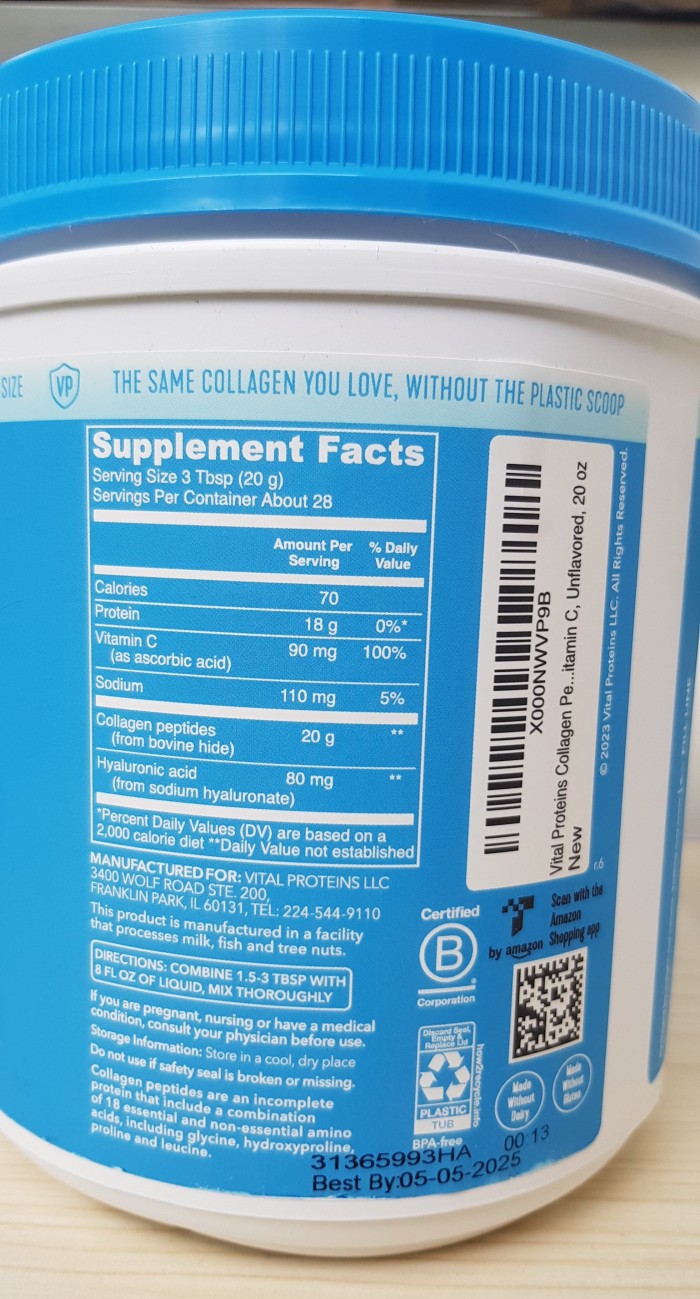 SIZE
VP
THE SAME COLLAGEN YOU LOVE, WITHOUT THE PLASTIC SCOOP
Supplement Facts
Serving Size 3 Tbsp (20 g)
Servings Per Container About 28
Amount Per Serving % Daily Value
Calories 70
Protein 18 g 0%*
Vitamin C 90 mg 100%
(as ascorbic acid)
Sodium 110 mg 5%
Collagen peptides 20 g **
(from bovine hide)
Hyaluronic acid 80 mg **
(from sodium hyaluronate)
*Percent Daily Values (DV) are based on a
2,000 calorie diet **Daily Value not established
MANUFACTURED FOR: VITAL PROTEINS LLC
3400 WOLF ROAD STE. 200,
FRANKLIN PARK, IL 60131, TEL: 224-544-9110
This product is manufactured in a facility
that processes milk, fish and tree nuts.
DIRECTIONS: COMBINE 1.5-3 TBSP WITH
8 FL OZ OF LIQUID, MIX THOROUGHLY
If you are pregnant, nursing or have a medical
condition, consult your physician before use.
Storage Information: Store in a cool, dry place
Do not use if safety seal is broken or missing.
Collagen peptides are an incomplete
protein that include a combination
of 18 essential and non-essential amino
acids, including glycine, hydroxyproline,
proline and leucine.
X000NWVP9B
Vital Proteins Collagen Pe...itamin C, Unflavored, 20 oz
New
© 2023 Vital Proteins LLC. All Rights Reserved.
r.6
Certified
B
Corporation
T
by amazon
Scan with the
Amazon
Shopping app
Discard Seal,
Empty &
Replace Lid
how2recycle.info
PLASTIC
TUB
BPA-free
Made
Without
Dairy
Made
Without
Gluten
31365993HA 00:13
Best By:05-05-2025